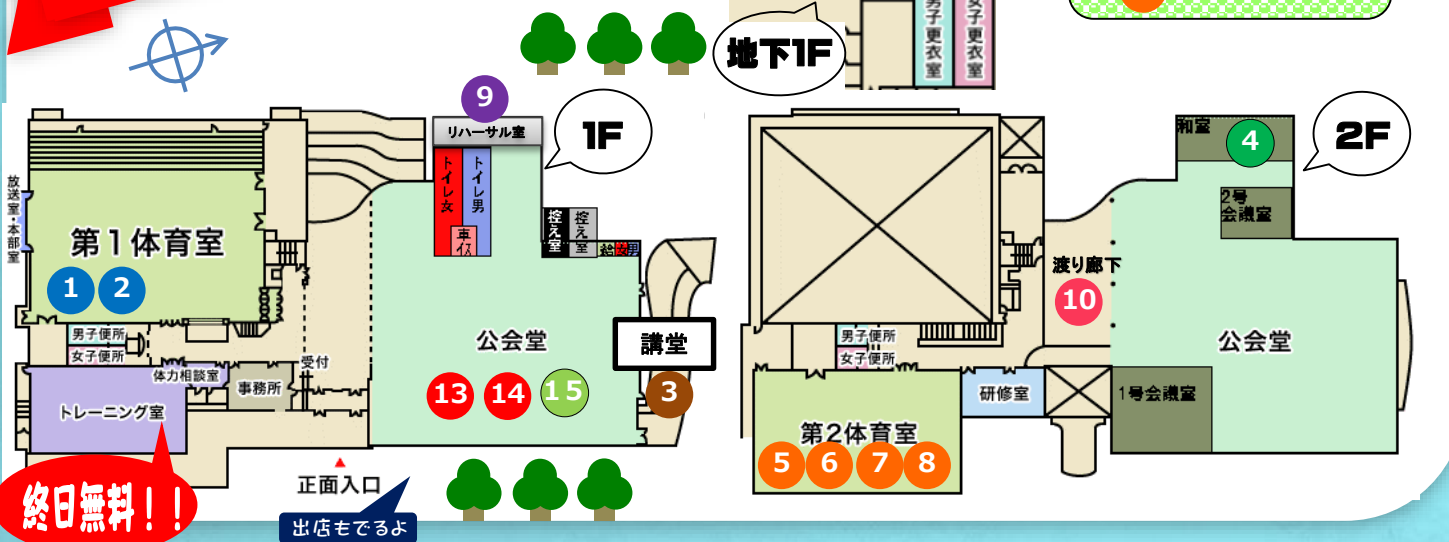 地下1F
男子更衣室
女子更衣室
9
リハーサル室
1F
トイレ女
トイレ男
車イス
控え室
控え室
給
女
男
放送室・本部室
第1体育室
1
2
男子便所
女子便所
体力相談室
事務所
受付
トレーニング室
公会堂
13
14
15
講堂
3
正面入口
終日無料!!
出店もでるよ
2F
和室
4
2号
会議室
渡り廊下
10
公会堂
男子便所
女子便所
研修室
1号会議室
第2体育室
5
6
7
8